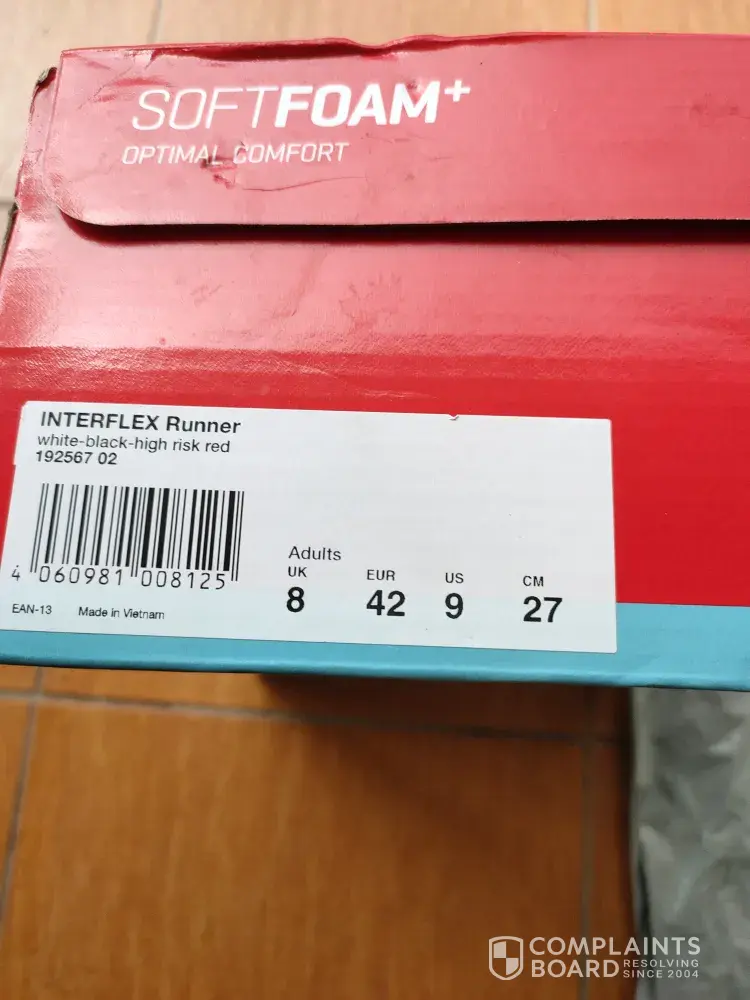 SOFTFOAM+
OPTIMAL COMFORT
INTERFLEX Runner
white-black-high risk red
192567 02
4 060981 008125
EAN-13 Made in Vietnam
Adults
UK EUR US CM
8 42 9 27
COMPLAINTS
BOARD RESOLVING
SINCE 2004